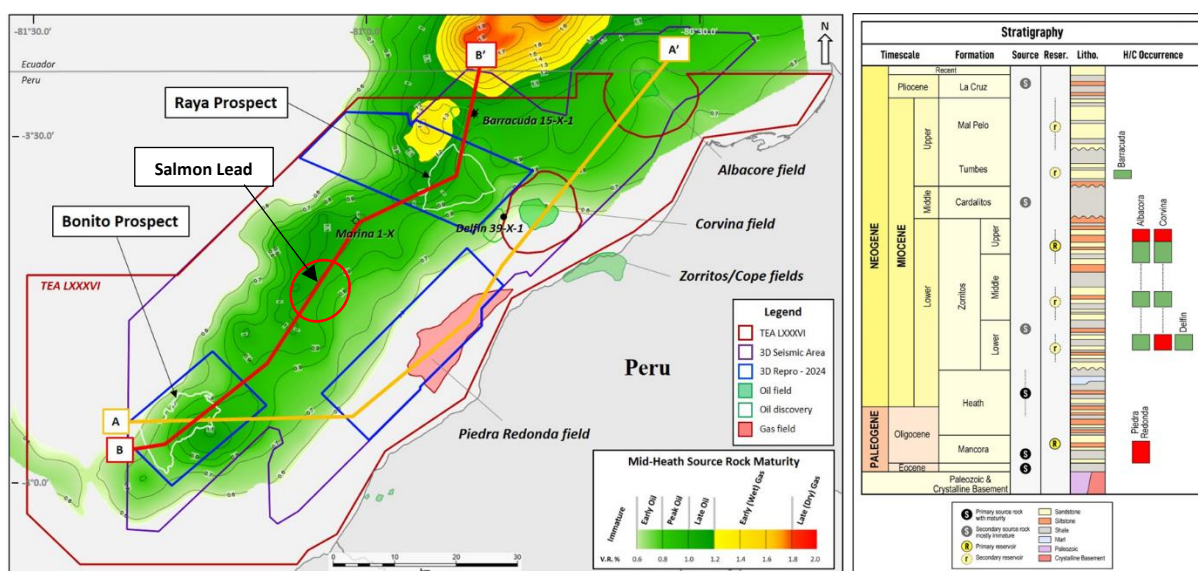 -81°30.0'
-81°0.0'
-80°30.0'
Ecuador
Peru
B'
A'
N
Raya Prospect
Barracuda 15-X-1
-3°30.0'
Salmon Lead
Albacore field
Bonito Prospect
Corvina field
Marina 1-X
Delfin 39-X-1
Zorritos/Cope fields
TEA LXXXVI
Peru
Legend
TEA LXXXVI
3D Seismic Area
3D Repro - 2024
Oil field
Oil discovery
Gas field
A
B
Piedra Redonda field
Mid-Heath Source Rock Maturity
Immature
Early Oil
Peak Oil
Late Oil
Early (Wet) Gas
Late (Dry) Gas
V.R. %
0.6 0.8 1.0 1.2 1.4 1.6 1.8 2.0
0 10 20
km
Stratigraphy
Timescale Formation Source Reser. Litho. H/C Occurrence
Recent
Pliocene La Cruz S
NEOGENE
MIOCENE
Upper
Mal Pelo r
Tumbes r
Barracuda
Middle
Cardalitos S
Albacora
Corvina
Lower
Zorritos
Upper R
Middle r
Lower S r
Delfin
Heath S
PALEOGENE
Oligocene
Mancora S R
Piedra
Redonda
Eocene S
Paleozoic &
Crystalline Basement
S Primary source rock
with maturity
S Secondary source rock
mostly immature
R Primary reservoir
r Secondary reservoir
Sandstone
Siltstone
Shale
Marl
Paleozoic
Crystalline Basement